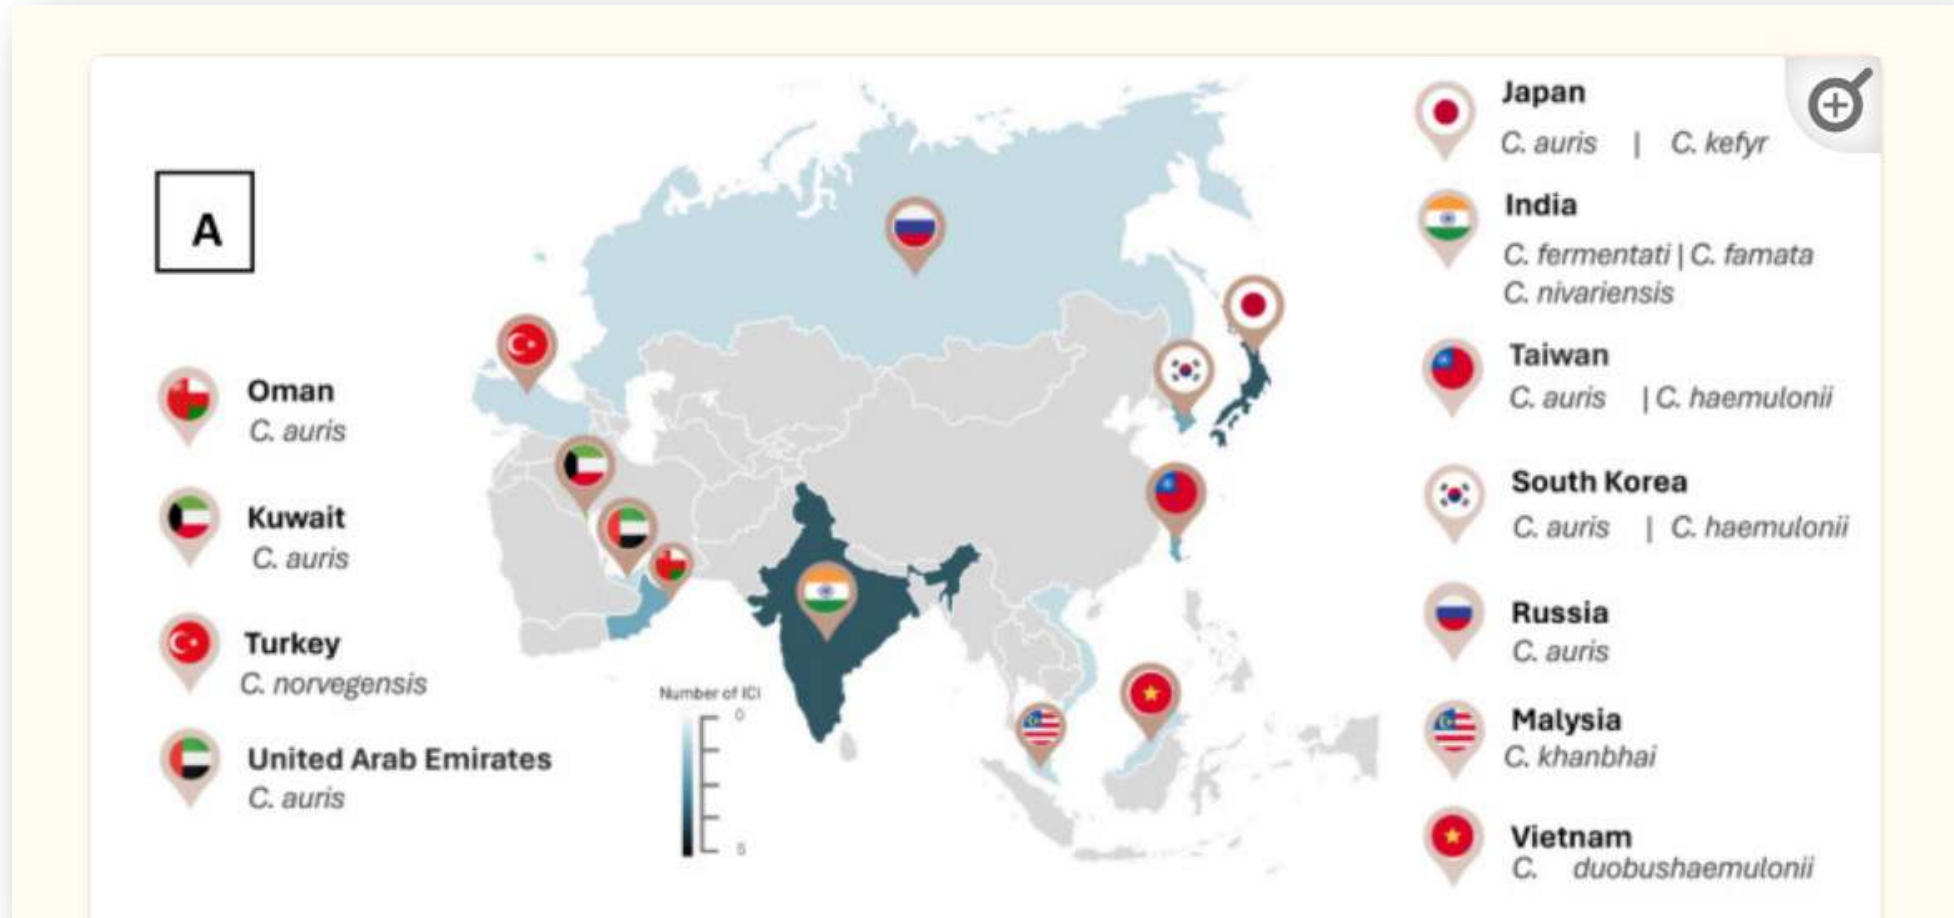 A
Oman
C. auris
Kuwait
C. auris
Turkey
C. norvegensis
United Arab Emirates
C. auris
Number of ICI
0
5
Japan
C. auris | C. kefyr
India
C. fermentati | C. famata
C. nivariensis
Taiwan
C. auris | C. haemulonii
South Korea
C. auris | C. haemulonii
Russia
C. auris
Malysia
C. khanbhai
Vietnam
C. duobushaemulonii